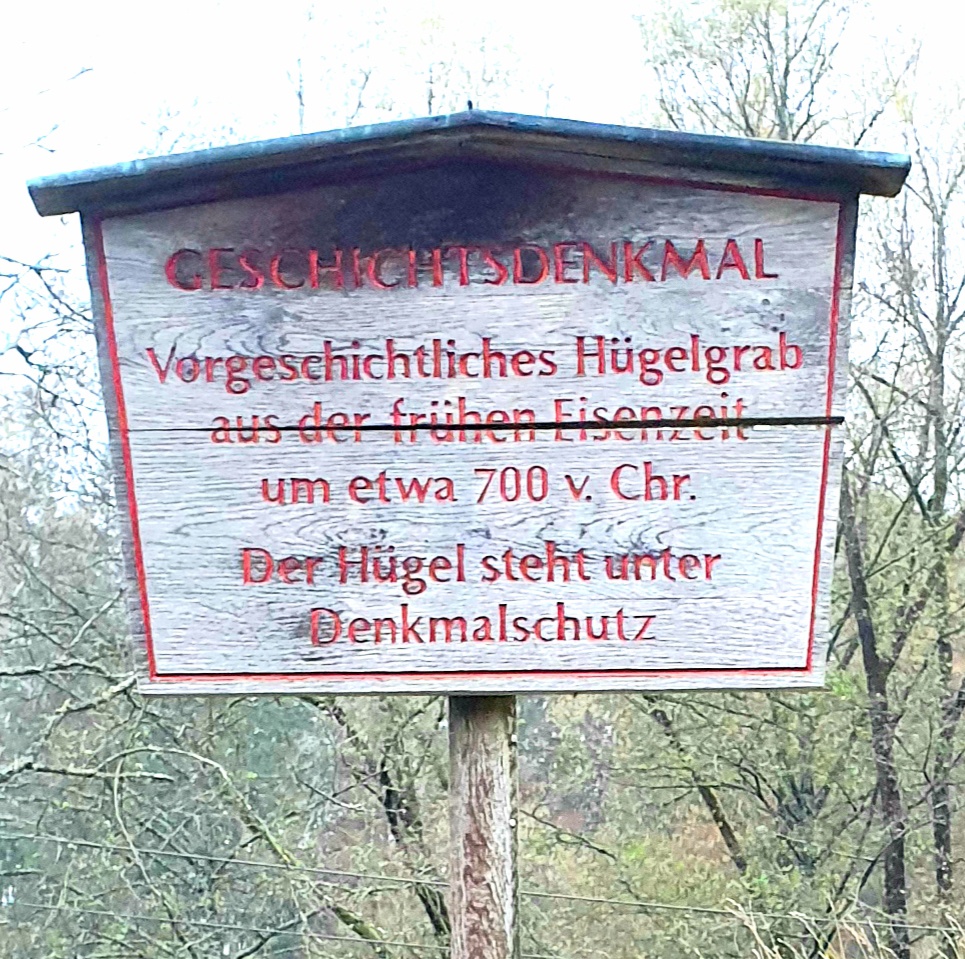 GESCHICHTSDENKMAL
Vorgeschichtliches Hügelgrab
aus der frühen Eisenzeit
um etwa 700 v. Chr.
Der Hügel steht unter
Denkmalschutz